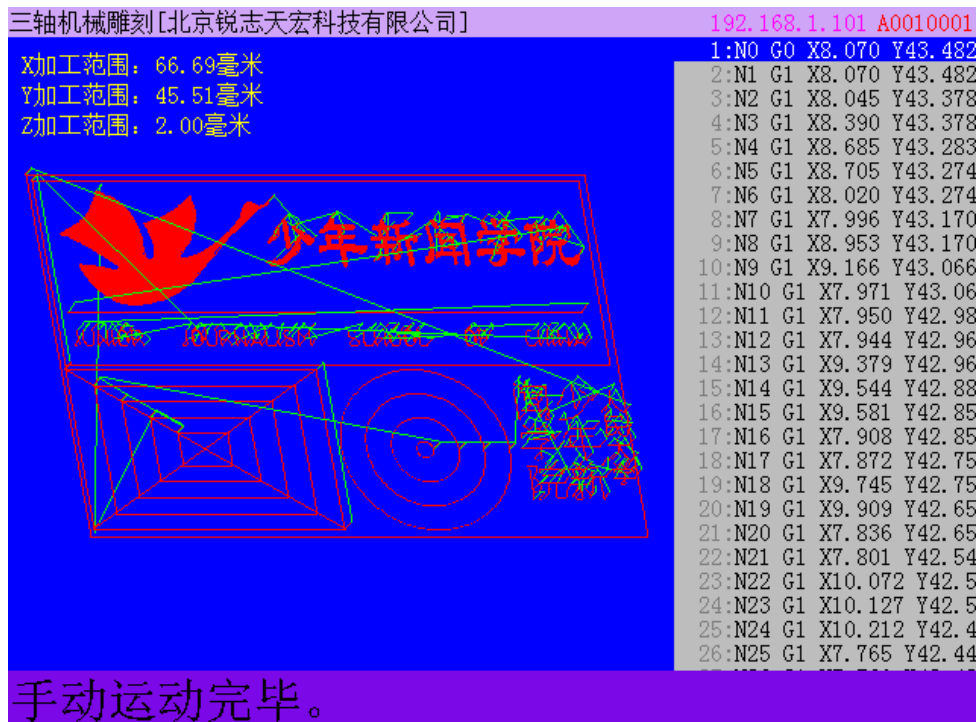 三轴机械雕刻[北京锐志天宏科技有限公司]
192.168.1.101 A0010001
X加工范围: 66.69毫米
Y加工范围: 45.51毫米
Z加工范围: 2.00毫米
少年新闻学院
1:N0 G0 X8.070 Y43.482
2:N1 G1 X8.070 Y43.482
3:N2 G1 X8.045 Y43.378
4:N3 G1 X8.390 Y43.378
5:N4 G1 X8.685 Y43.283
6:N5 G1 X8.705 Y43.274
7:N6 G1 X8.020 Y43.274
8:N7 G1 X7.996 Y43.170
9:N8 G1 X8.953 Y43.170
10:N9 G1 X9.166 Y43.066
11:N10 G1 X7.971 Y43.06
12:N11 G1 X7.950 Y42.98
13:N12 G1 X7.944 Y42.96
14:N13 G1 X9.379 Y42.96
15:N14 G1 X9.544 Y42.88
16:N15 G1 X9.581 Y42.85
17:N16 G1 X7.908 Y42.85
18:N17 G1 X7.872 Y42.75
19:N18 G1 X9.745 Y42.75
20:N19 G1 X9.909 Y42.65
21:N20 G1 X7.836 Y42.65
22:N21 G1 X7.801 Y42.54
23:N22 G1 X10.072 Y42.5
24:N23 G1 X10.127 Y42.5
25:N24 G1 X10.212 Y42.4
26:N25 G1 X7.765 Y42.44
手动运动完毕。